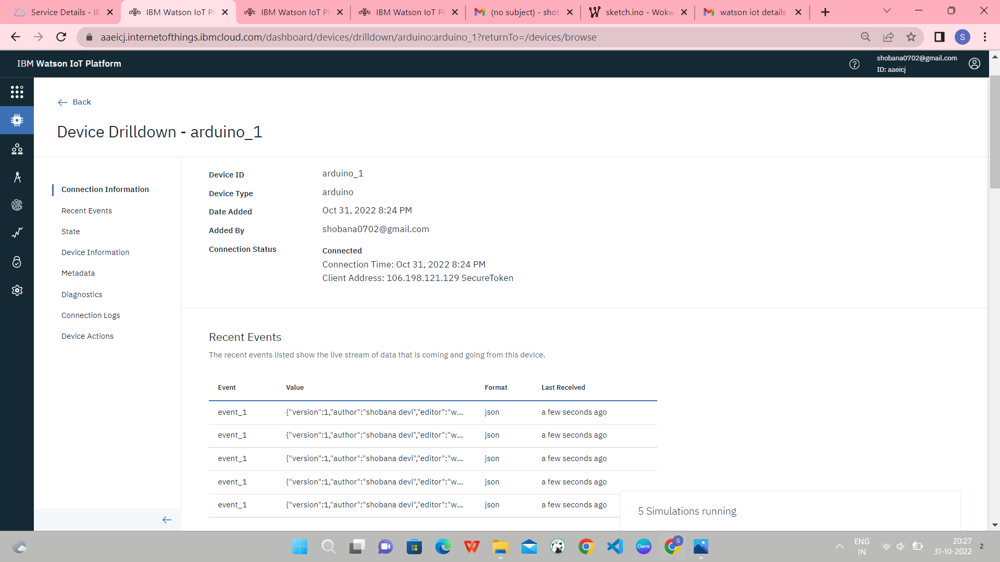 Service Details - IB
IBM Watson IoT Pl
IBM Watson IoT Pl
IBM Watson IoT Pl
(no subject) - shob
sketch.ino - Wokw
watson iot details
aaeicj.internetofthings.ibmcloud.com/dashboard/devices/drilldown/arduino:arduino_1?returnTo=/devices/browse
S
IBM Watson IoT Platform
shobana0702@gmail.com
ID: aaeicj
Back
Device Drilldown - arduino_1
Connection Information
Recent Events
State
Device Information
Metadata
Diagnostics
Connection Logs
Device Actions
Device ID arduino_1
Device Type arduino
Date Added Oct 31, 2022 8:24 PM
Added By shobana0702@gmail.com
Connection Status Connected
Connection Time: Oct 31, 2022 8:24 PM
Client Address: 106.198.121.129 SecureToken
Recent Events
The recent events listed show the live stream of data that is coming and going from this device.
Event Value Format Last Received
event_1 {"version":1,"author":"shobana devi","editor":"w... json a few seconds ago
event_1 {"version":1,"author":"shobana devi","editor":"w... json a few seconds ago
event_1 {"version":1,"author":"shobana devi","editor":"w... json a few seconds ago
event_1 {"version":1,"author":"shobana devi","editor":"w... json a few seconds ago
event_1 {"version":1,"author":"shobana devi","editor":"w... json a few seconds ago
5 Simulations running
Canva
S
ENG
IN
20:27
31-10-2022
2